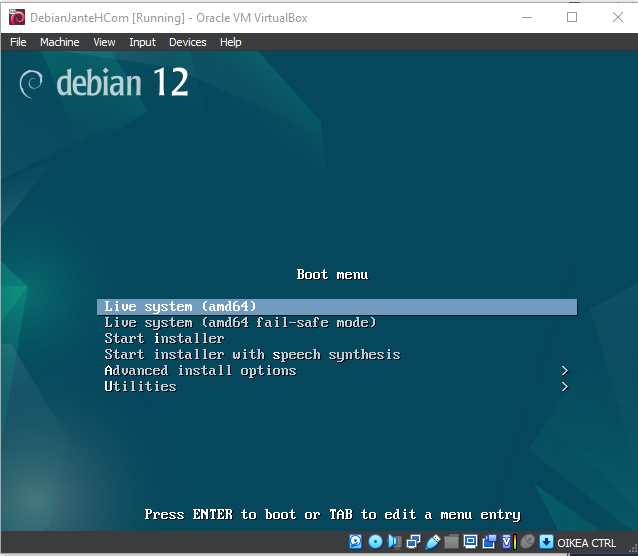 DebianJanteHCom [Running] - Oracle VM VirtualBox
File Machine View Input Devices Help
debian 12
Boot menu
Live system (amd64)
Live system (amd64 fail-safe mode)
Start installer
Start installer with speech synthesis
Advanced install options >
Utilities >
Press ENTER to boot or TAB to edit a menu entry
OIKEA CTRL